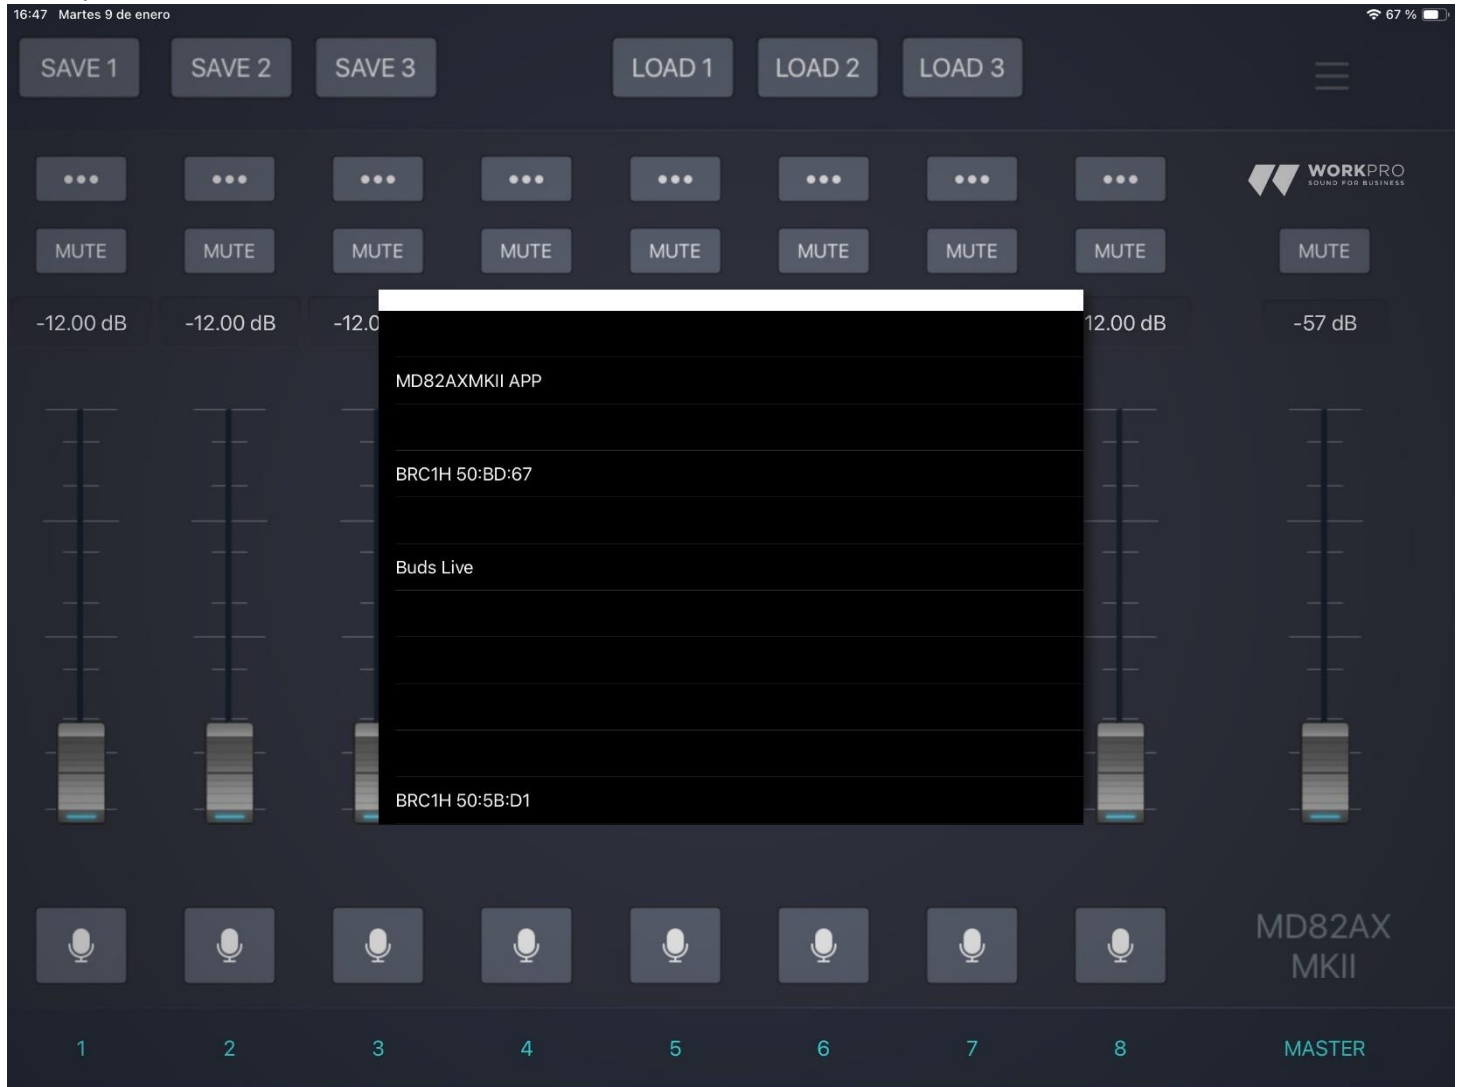 16:47 Martes 9 de enero 67 %
SAVE 1 SAVE 2 SAVE 3 LOAD 1 LOAD 2 LOAD 3
WORKPRO
SOUND FOR BUSINESS
MUTE MUTE MUTE MUTE MUTE MUTE MUTE MUTE MUTE
-12.00 dB -12.00 dB -12.0 12.00 dB -57 dB
MD82AXMKII APP
BRC1H 50:BD:67
Buds Live
BRC1H 50:5B:D1
MD82AX
MKII
1 2 3 4 5 6 7 8 MASTER